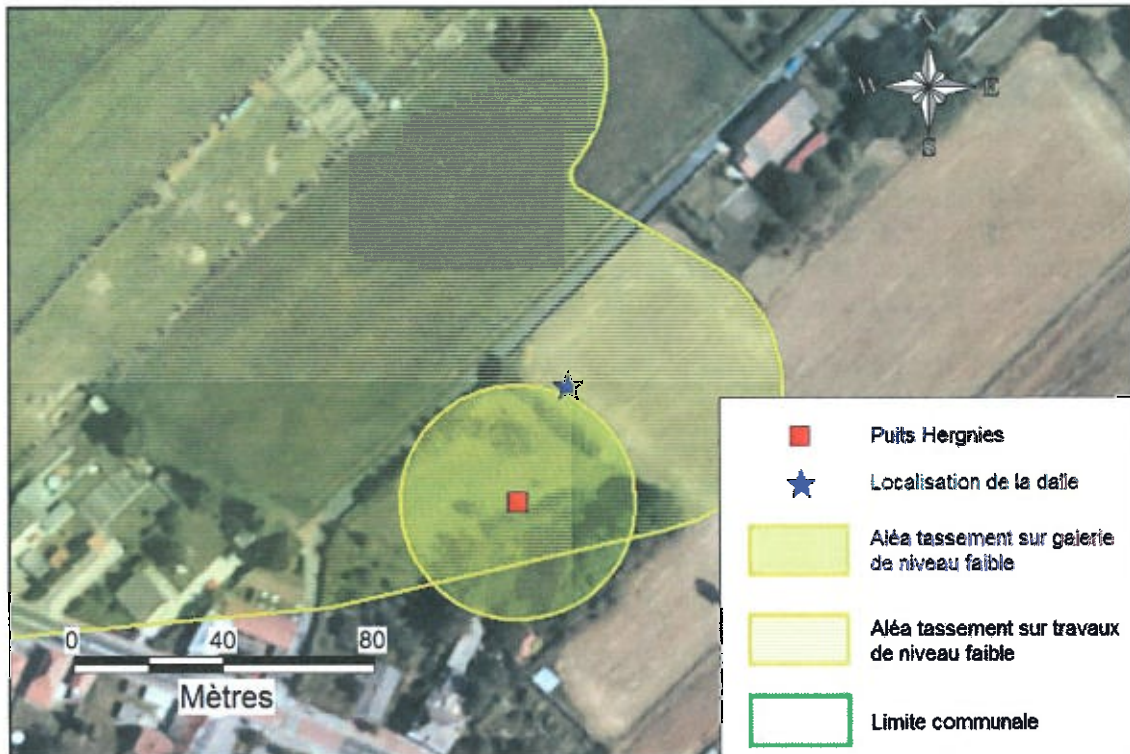 W E
S
Puits Hergnies
Localisation de la dalle
Aléa tassement sur galerie
de niveau faible
Aléa tassement sur travaux
de niveau faible
Limite communale
0 40 80
Mètres